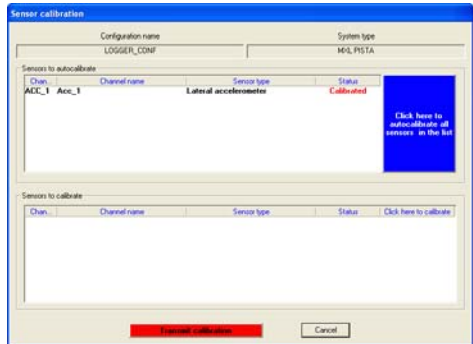 Sensor calibration
Configuration name System type
LOGGER_CONF MXL PISTA
Sensors to autocalibrate
Chan... Channel name Sensor type Status
ACC_1 Acc_1 Lateral accelerometer Calibrated
Click here to
autocalibrate all
sensors in the list
Sensors to calibrate
Chan... Channel name Sensor type Status Click here to calibrate
Transmit calibration Cancel